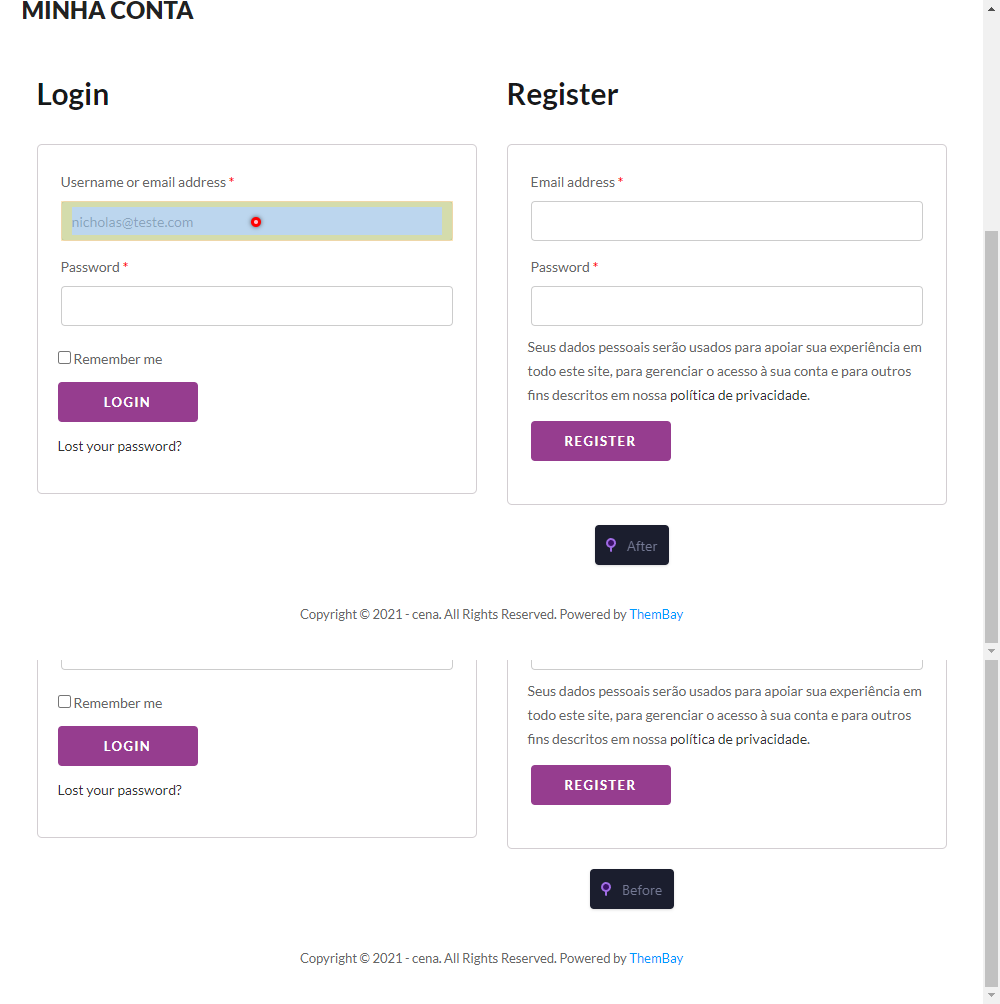 MINHA CONTA
Login
Username or email address *
nicholas@teste.com
Password *
Remember me
LOGIN
Lost your password?
Register
Email address *
Password *
Seus dados pessoais serão usados para apoiar sua experiência em
todo este site, para gerenciar o acesso à sua conta e para outros
fins descritos em nossa política de privacidade.
REGISTER
After
Copyright © 2021 - cena. All Rights Reserved. Powered by ThemBay
Remember me
LOGIN
Lost your password?
Seus dados pessoais serão usados para apoiar sua experiência em
todo este site, para gerenciar o acesso à sua conta e para outros
fins descritos em nossa política de privacidade.
REGISTER
Before
Copyright © 2021 - cena. All Rights Reserved. Powered by ThemBay